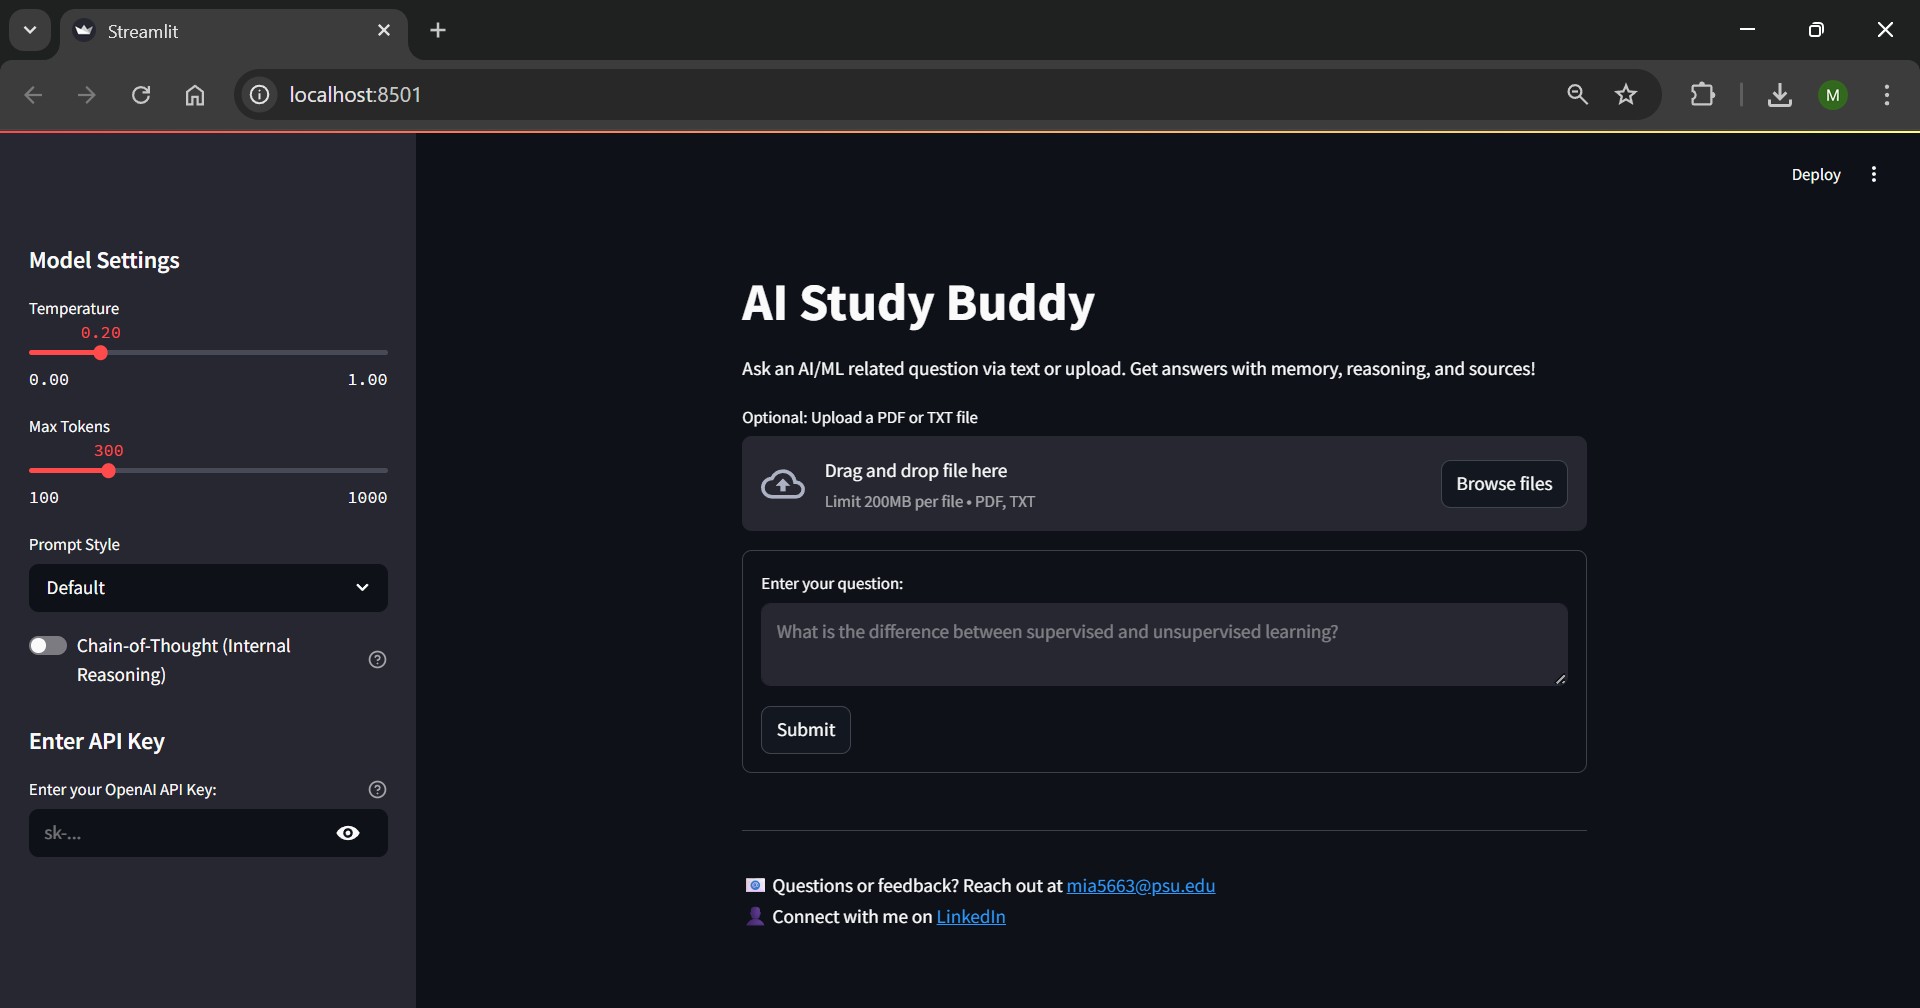 Streamlit
localhost:8501
M
Deploy
Model Settings
Temperature
0.20
0.00 1.00
Max Tokens
300
100 1000
Prompt Style
Default
Chain-of-Thought (Internal
Reasoning)
Enter API Key
Enter your OpenAI API Key:
sk-...
AI Study Buddy
Ask an AI/ML related question via text or upload. Get answers with memory, reasoning, and sources!
Optional: Upload a PDF or TXT file
Drag and drop file here
Limit 200MB per file • PDF, TXT
Browse files
Enter your question:
What is the difference between supervised and unsupervised learning?
Submit
Questions or feedback? Reach out at mia5663@psu.edu
Connect with me on LinkedIn